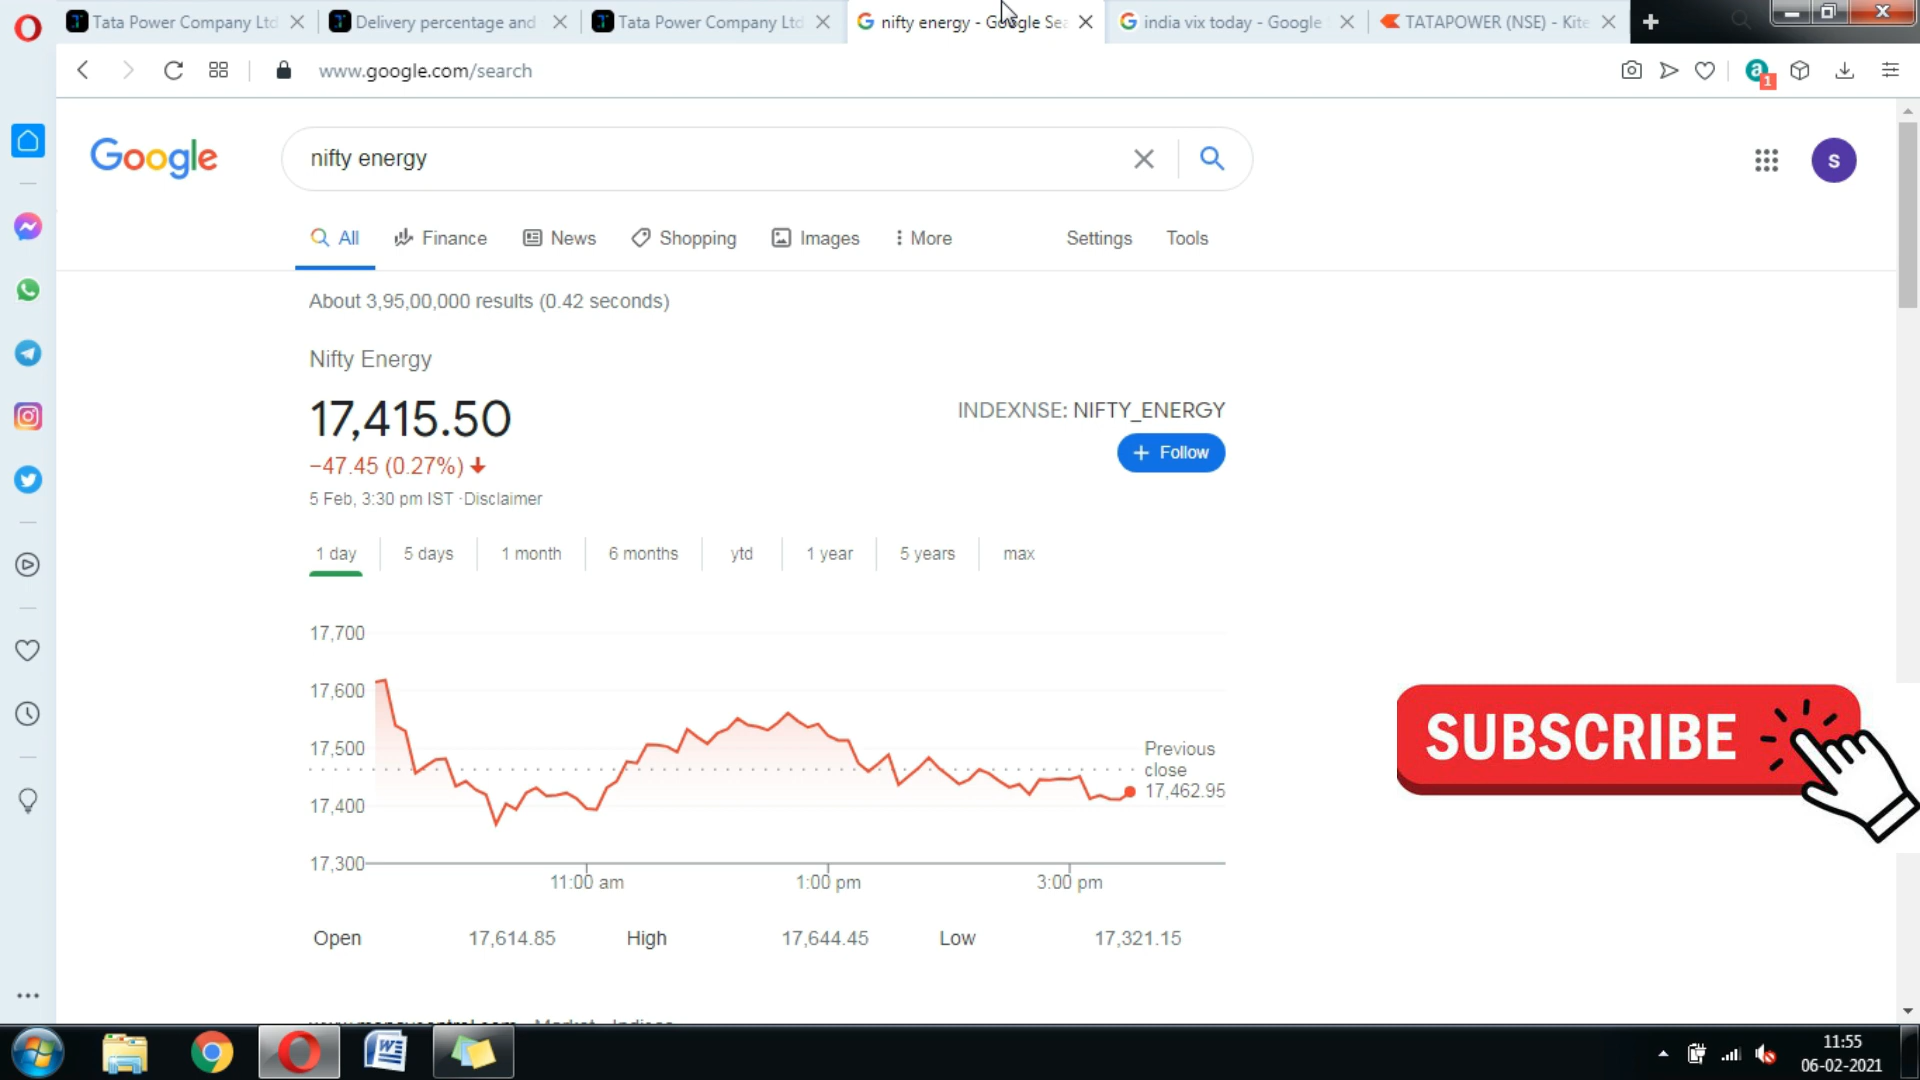 Tata Power Company Ltd
Delivery percentage and
Tata Power Company Ltd
nifty energy - Google Sea
india vix today - Google
TATAPOWER (NSE) - Kite
www.google.com/search
a
1
Google
nifty energy
S
All
Finance
News
Shopping
Images
More
Settings
Tools
About 3,95,00,000 results (0.42 seconds)
Nifty Energy
17,415.50
INDEXNSE: NIFTY_ENERGY
−47.45 (0.27%)
+ Follow
5 Feb, 3:30 pm IST ·Disclaimer
1 day
5 days
1 month
6 months
ytd
1 year
5 years
max
17,700
17,600
17,500
17,400
17,300
Previous
close
17,462.95
11:00 am
1:00 pm
3:00 pm
SUBSCRIBE
Open 17,614.85 High 17,644.45 Low 17,321.15
11:55
06-02-2021